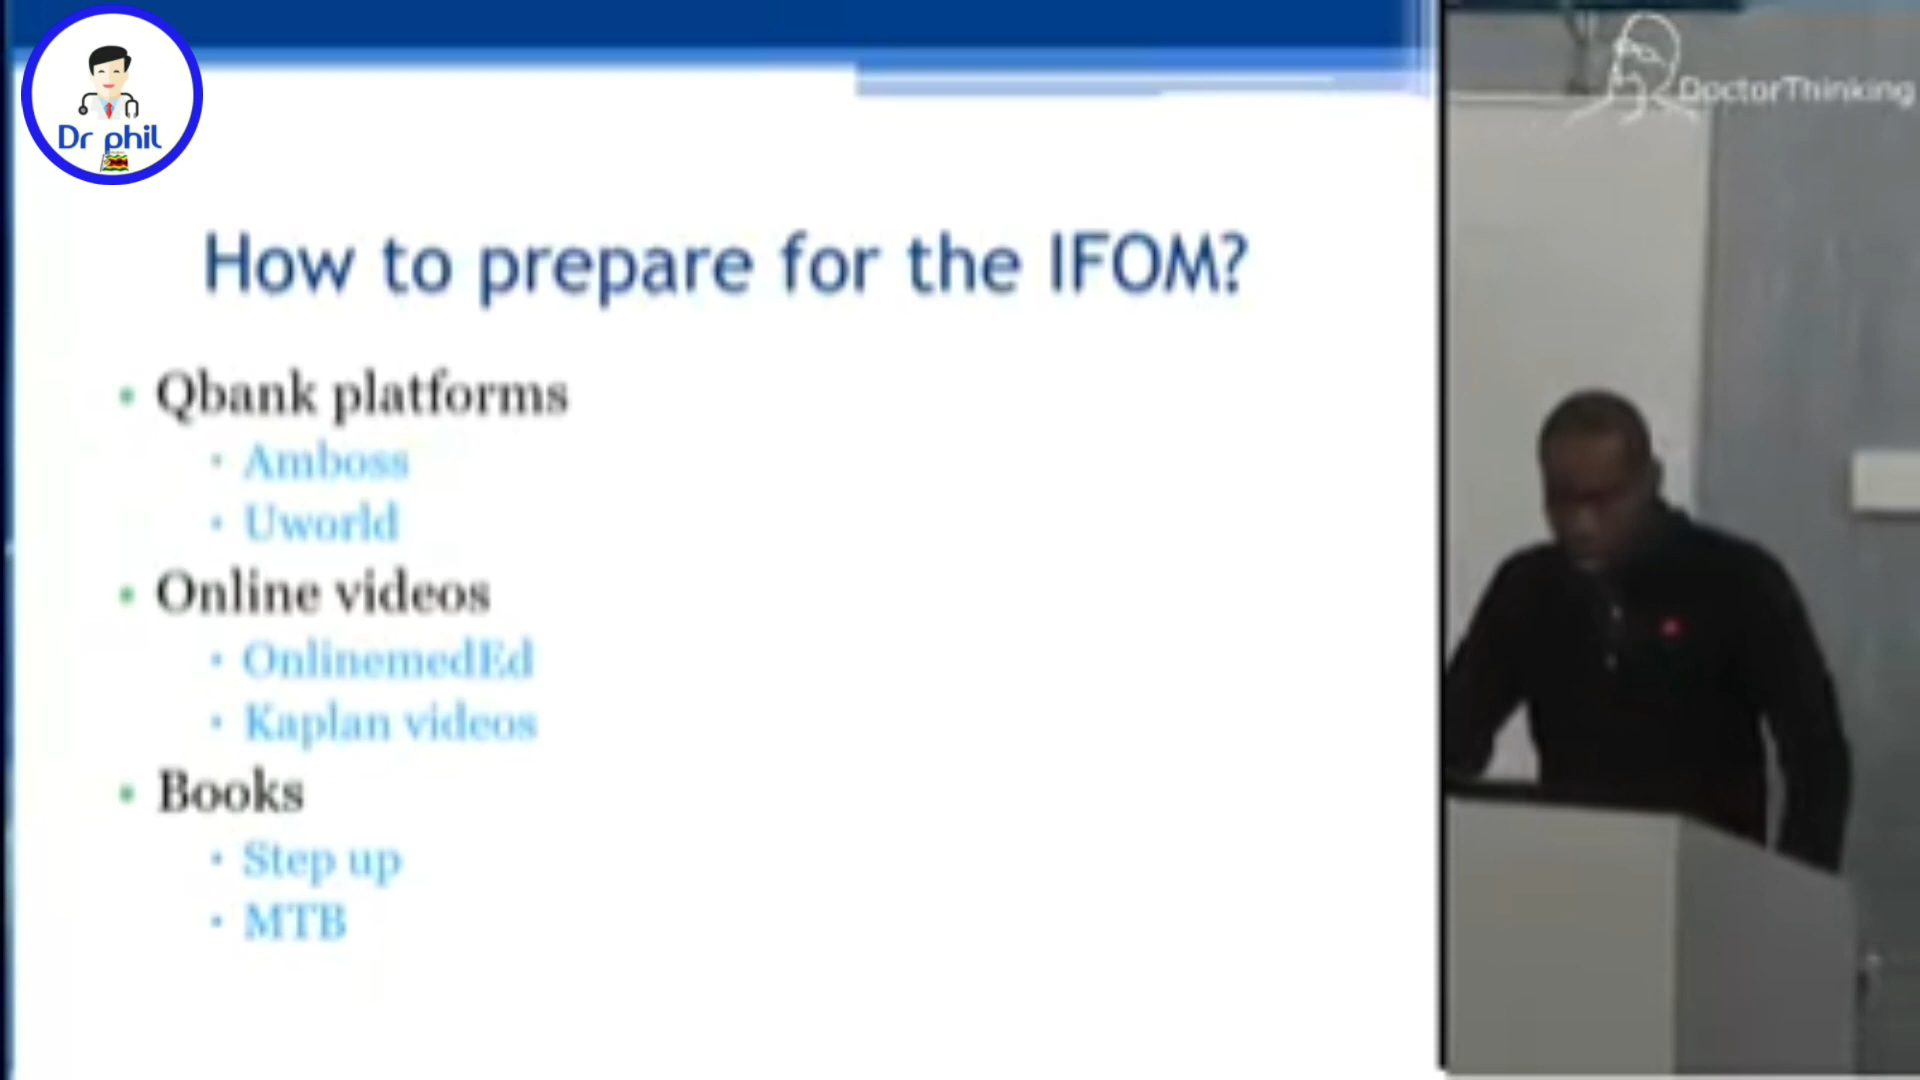 Dr phil
DoctorThinking
How to prepare for the IFOM?
• Qbank platforms
• Amboss
• Uworld
• Online videos
• OnlinemedEd
• Kaplan videos
• Books
• Step up
• MTB